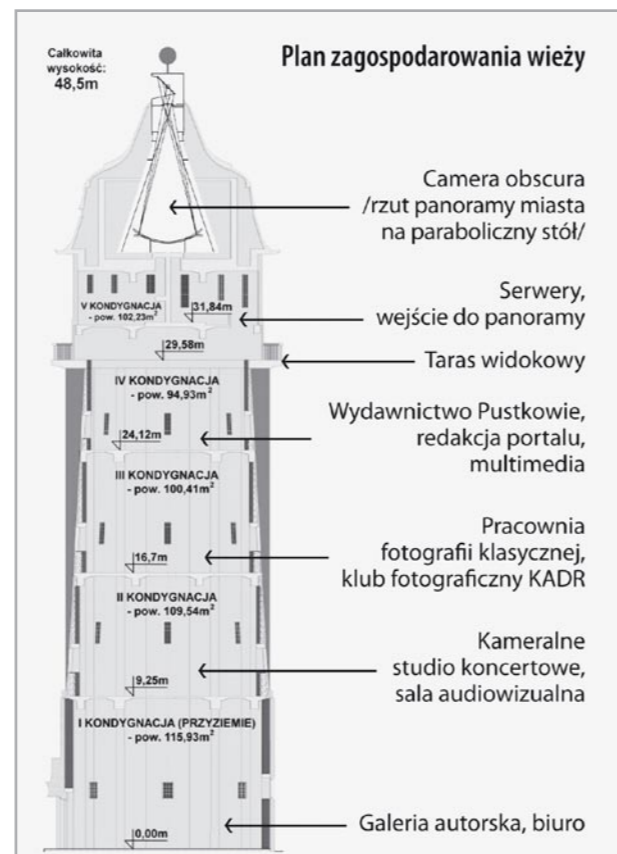 Całkowita
wysokość:
48,5m
Plan zagospodarowania wieży
Camera obscura
/rzut panoramy miasta
na paraboliczny stół/
V KONDYGNACJA
- pow. 102,23m²
31,84m
Serwery,
wejście do panoramy
29,58m
Taras widokowy
IV KONDYGNACJA
- pow. 94,93m²
24,12m
Wydawnictwo Pustkowie,
redakcja portalu,
multimedia
III KONDYGNACJA
- pow. 100,41m²
16,7m
Pracownia
fotografii klasycznej,
klub fotograficzny KADR
II KONDYGNACJA
- pow. 109,54m²
9,25m
Kameralne
studio koncertowe,
sala audiowizualna
I KONDYGNACJA (PRZYZIEMIE)
- pow. 115,93m²
0,00m
Galeria autorska, biuro